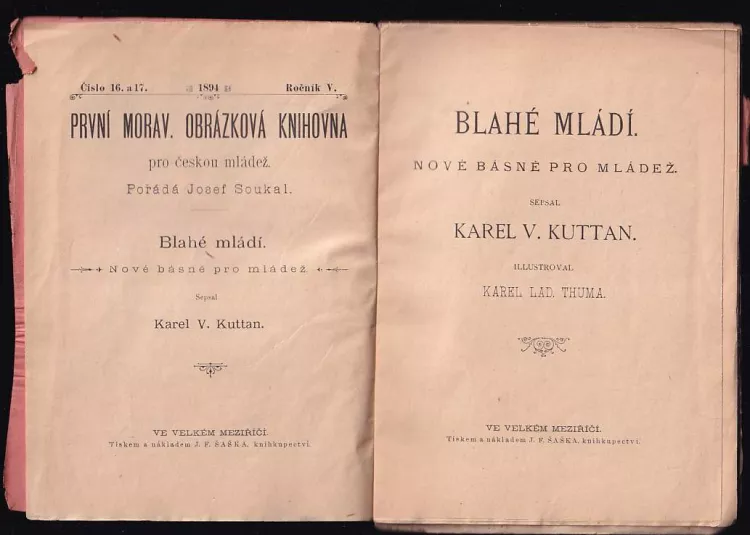 Číslo 16. a 17. 1894 Ročník V.
PRVNÍ MORAV. OBRÁZKOVÁ KNIHOVNA
pro českou mládež.
Pořádá Josef Soukal.
Blahé mládí.
Nové básně pro mládež.
Sepsal
Karel V. Kuttan.
VE VELKÉM MEZIŘÍČÍ.
Tiskem a nákladem J. F. ŠAŠKA, knihkupectví.
BLAHÉ MLÁDÍ.
NOVÉ BÁSNĚ PRO MLÁDEŽ.
SEPSAL
KAREL V. KUTTAN.
ILLUSTROVAL
KAREL LAD. THUMA.
VE VELKÉM MEZIŘÍČÍ.
Tiskem a nákladem J. F. ŠAŠKA, knihkupectví.